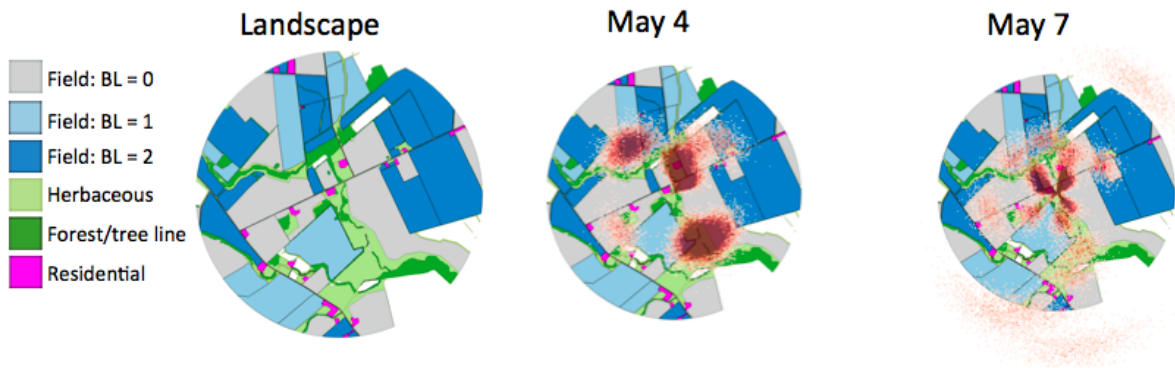 Landscape
May 4
May 7
Field: BL = 0
Field: BL = 1
Field: BL = 2
Herbaceous
Forest/tree line
Residential